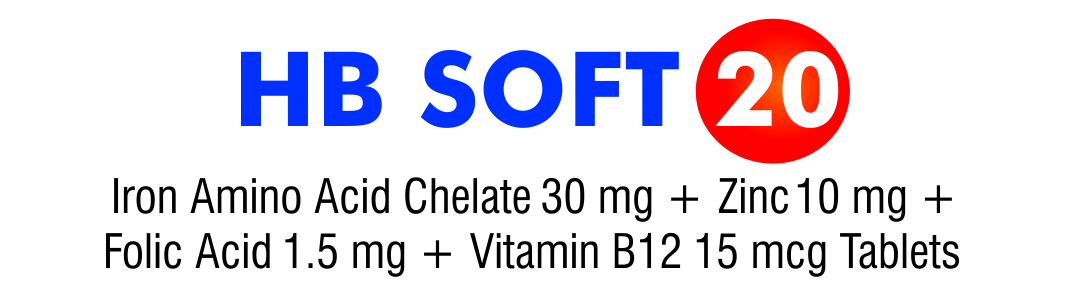 HB SOFT 20
Iron Amino Acid Chelate 30 mg + Zinc 10 mg +
Folic Acid 1.5 mg + Vitamin B12 15 mcg Tablets